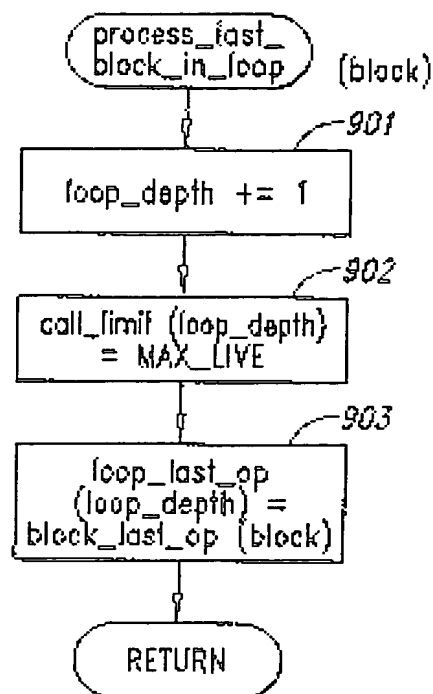 process_last_
block_in_loop
(block)
901
loop_depth += 1
902
call_limit (loop_depth)
= MAX_LIVE
903
loop_last_op
(loop_depth) =
block_last_op (block)
RETURN